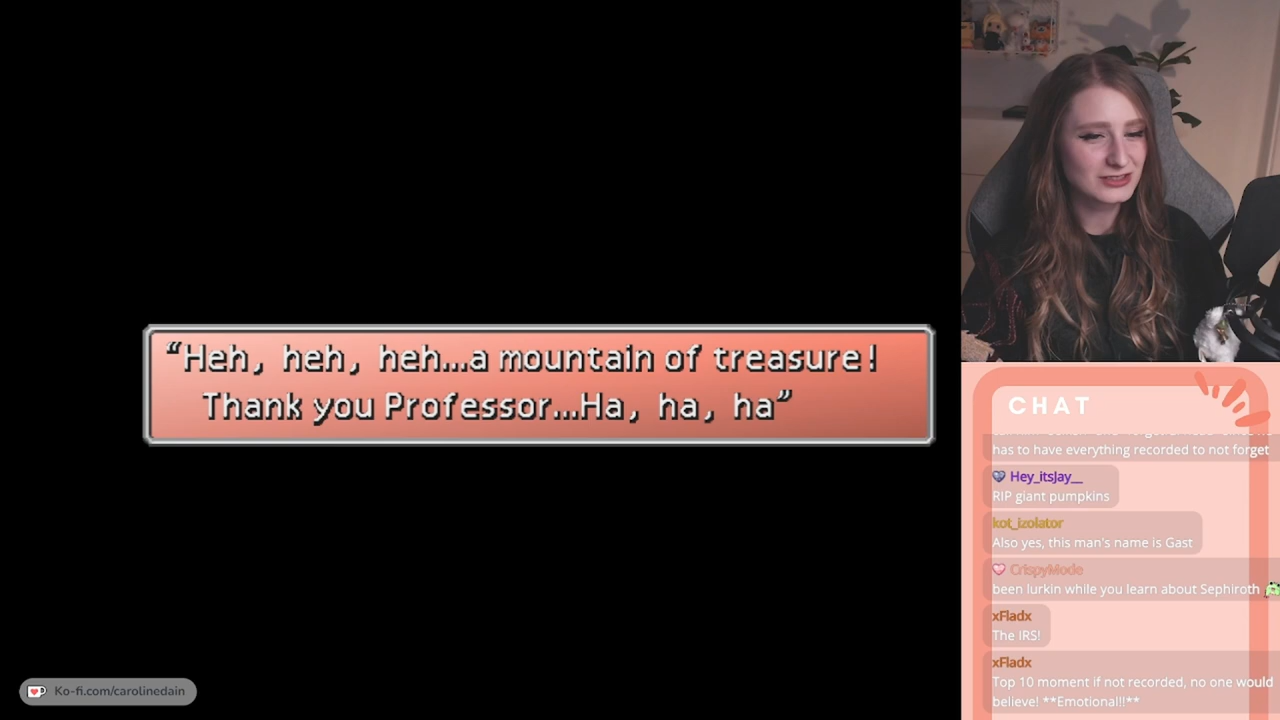 “Heh, heh, heh...a mountain of treasure!
Thank you Professor...Ha, ha, ha”
CHAT
has to have everything recorded to not forget
Hey_itsJay__
RIP giant pumpkins
kot_izolator
Also yes, this man's name is Gast
CrispyMode
been lurkin while you learn about Sephiroth
xFladx
The IRS!
xFladx
Top 10 moment if not recorded, no one would
believe! **Emotional!!**
Ko-fi.com/carolinedain